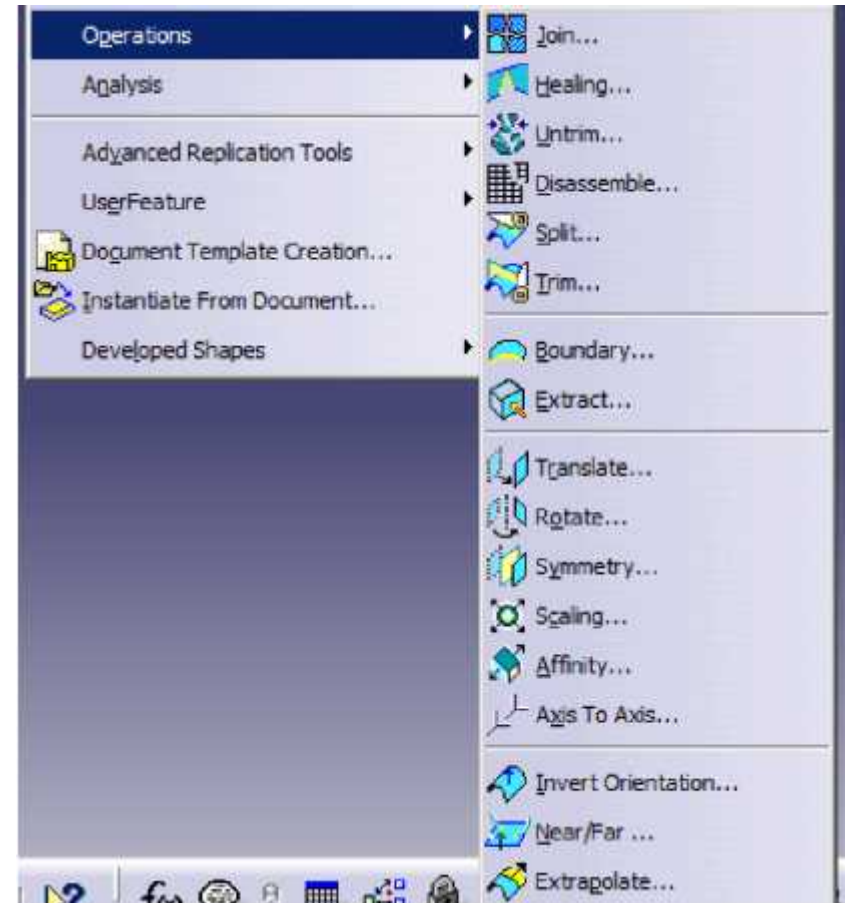 Operations
Analysis
Advanced Replication Tools
UserFeature
Document Template Creation...
Instantiate From Document...
Developed Shapes
Join...
Healing...
Untrim...
Disassemble...
Split...
Trim...
Boundary...
Extract...
Translate...
Rotate...
Symmetry...
Scaling...
Affinity...
Axis To Axis...
Invert Orientation...
Near/Far ...
Extrapolate...